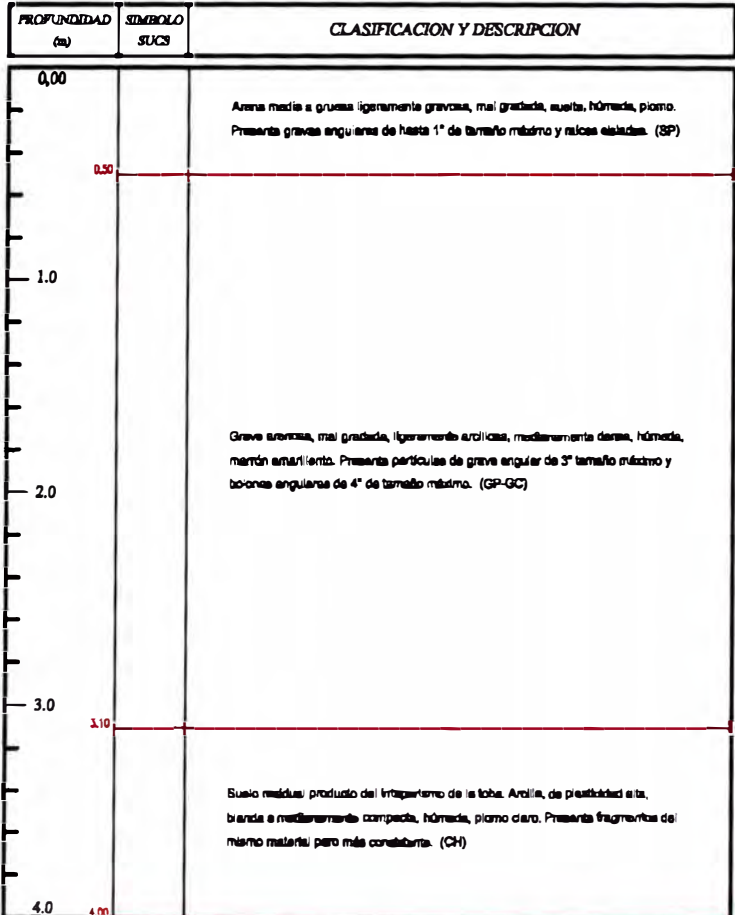 PROFUNDIDAD
(m)
SIMBOLO
SUCS
CLASIFICACION Y DESCRIPCION
0,00
Arena media a gruesa ligeramente gravosa, mal gradada, suelta, húmeda, plomo.
Presenta gravas angulares de hasta 1" de tamaño máximo y raíces aisladas. (SP)
0.50
1.0
Grava arenosa, mal gradada, ligeramente arcillosa, medianamente densa, húmeda,
marrón amarillento. Presenta partículas de grava angular de 3" tamaño máximo y
bolones angulares de 4" de tamaño máximo. (GP-GC)
2.0
3.0
3.10
Suelo residual producto del intemperismo de la toba. Arcilla, de plasticidad alta,
blanda a medianamente compacta, húmeda, plomo claro. Presenta fragmentos del
mismo material pero más consistente. (CH)
4.0
4.00